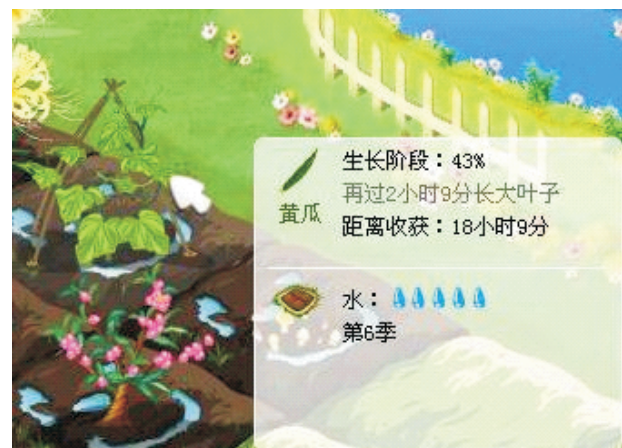 生长阶段：43%
再过2小时9分长大叶子
黄瓜
距离收获：18小时9分
水：
第6季